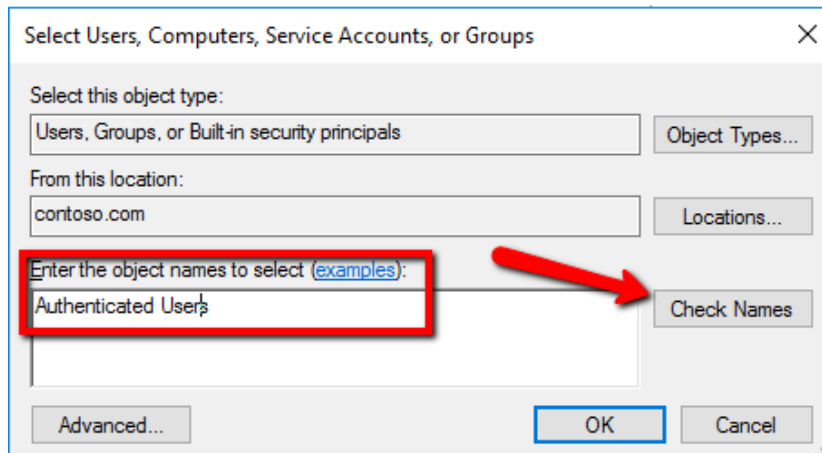 Select Users, Computers, Service Accounts, or Groups
Select this object type:
Users, Groups, or Built-in security principals
Object Types...
From this location:
contoso.com
Locations...
Enter the object names to select (examples):
Authenticated Users
Check Names
Advanced...
OK
Cancel